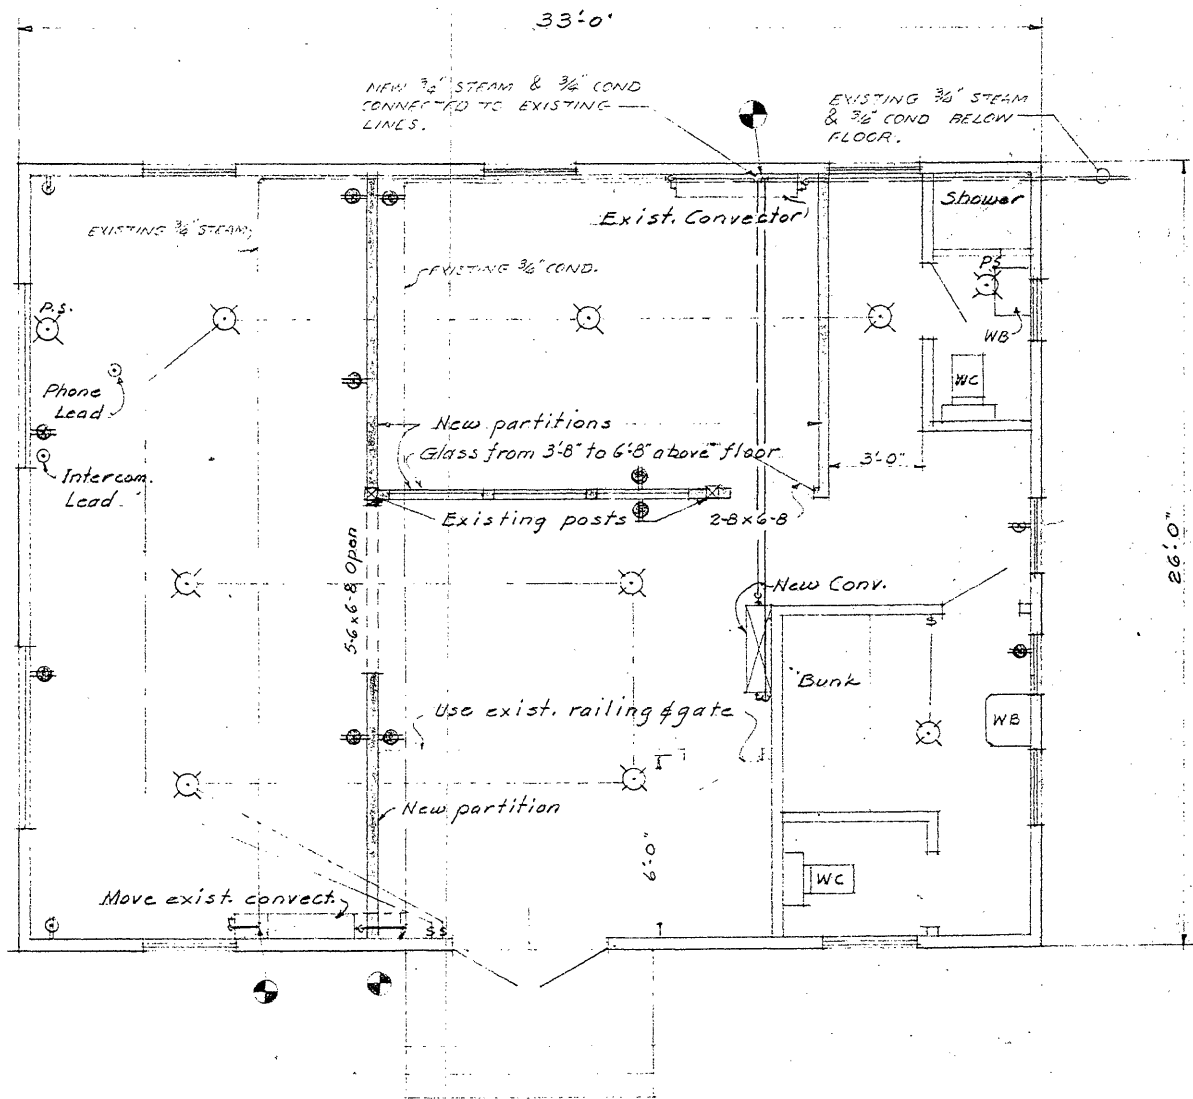 33'-0"
NEW 3/4" STEAM & 3/4" COND
CONNECTED TO EXISTING
LINES.
EXISTING 3/4" STEAM
& 3/4" COND BELOW
FLOOR.
Shower
Exist. Convector
EXISTING 3/4" STEAM
EXISTING 3/4" COND.
P.S.
PS
WB
WC
Phone
Lead
New partitions
Glass from 3'-8" to 6'-8" above floor
3'-0"
Intercom.
Lead.
Existing posts
2-8x6-8
26'-0"
5-6x6-8 Open
New Conv.
Bunk
Use exist. railing & gate
WB
New partition
6'-0"
WC
Move exist. convect.
S
S S